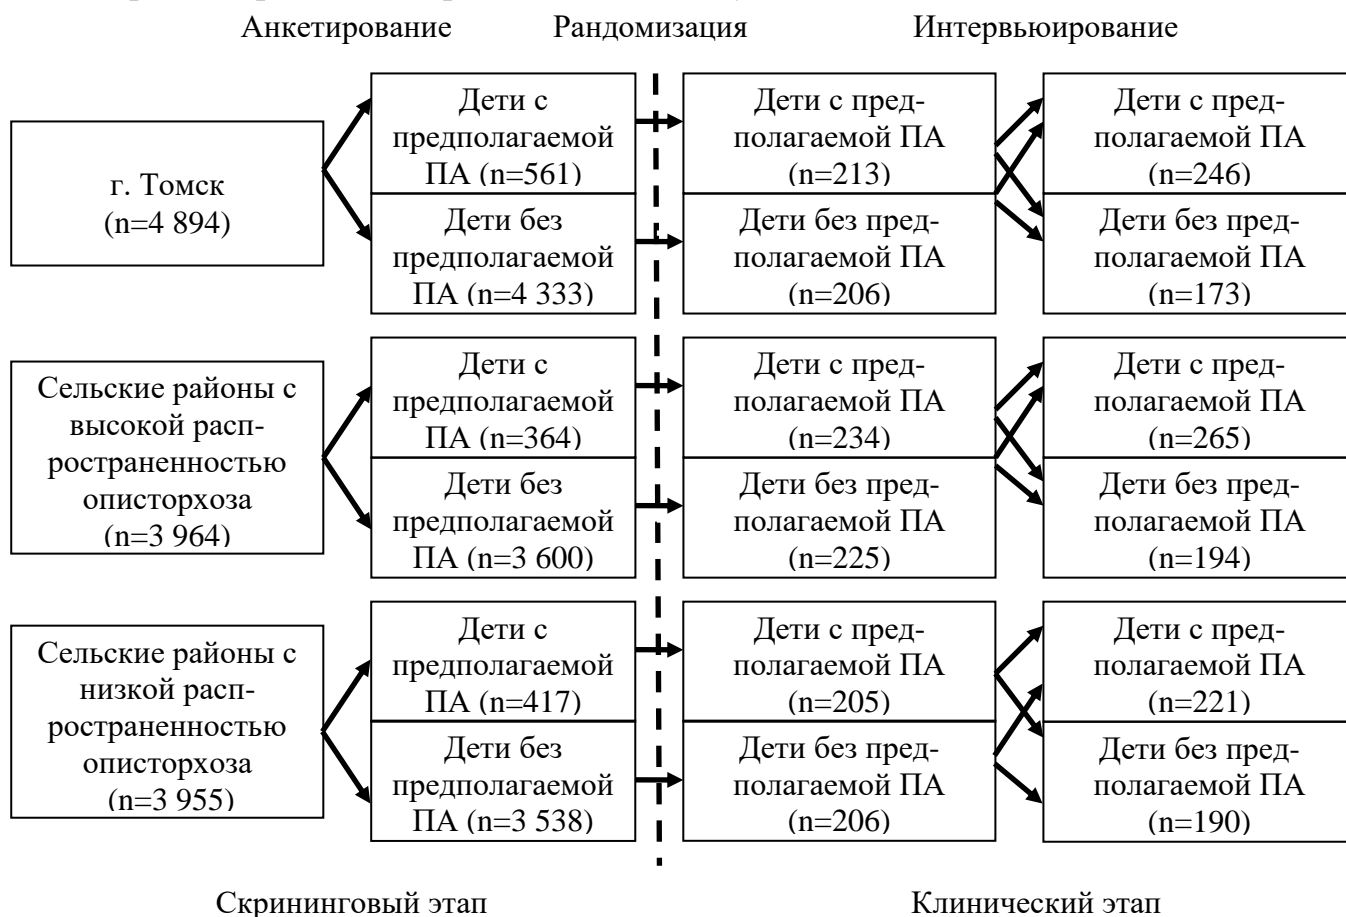 Анкетирование Рандомизация Интервьюирование
г. Томск
(n=4 894)
Дети с
предполагаемой
ПА (n=561)
Дети без
предполагаемой
ПА (n=4 333)
Дети с пред-
полагаемой ПА
(n=213)
Дети без пред-
полагаемой ПА
(n=206)
Дети с пред-
полагаемой ПА
(n=246)
Дети без пред-
полагаемой ПА
(n=173)
Сельские районы с
высокой расп-
ространенностью
описторхоза
(n=3 964)
Дети с
предполагаемой
ПА (n=364)
Дети без
предполагаемой
ПА (n=3 600)
Дети с пред-
полагаемой ПА
(n=234)
Дети без пред-
полагаемой ПА
(n=225)
Дети с пред-
полагаемой ПА
(n=265)
Дети без пред-
полагаемой ПА
(n=194)
Сельские районы с
низкой расп-
ространенностью
описторхоза
(n=3 955)
Дети с
предполагаемой
ПА (n=417)
Дети без
предполагаемой
ПА (n=3 538)
Дети с пред-
полагаемой ПА
(n=205)
Дети без пред-
полагаемой ПА
(n=206)
Дети с пред-
полагаемой ПА
(n=221)
Дети без пред-
полагаемой ПА
(n=190)
Скрининговый этап Клинический этап